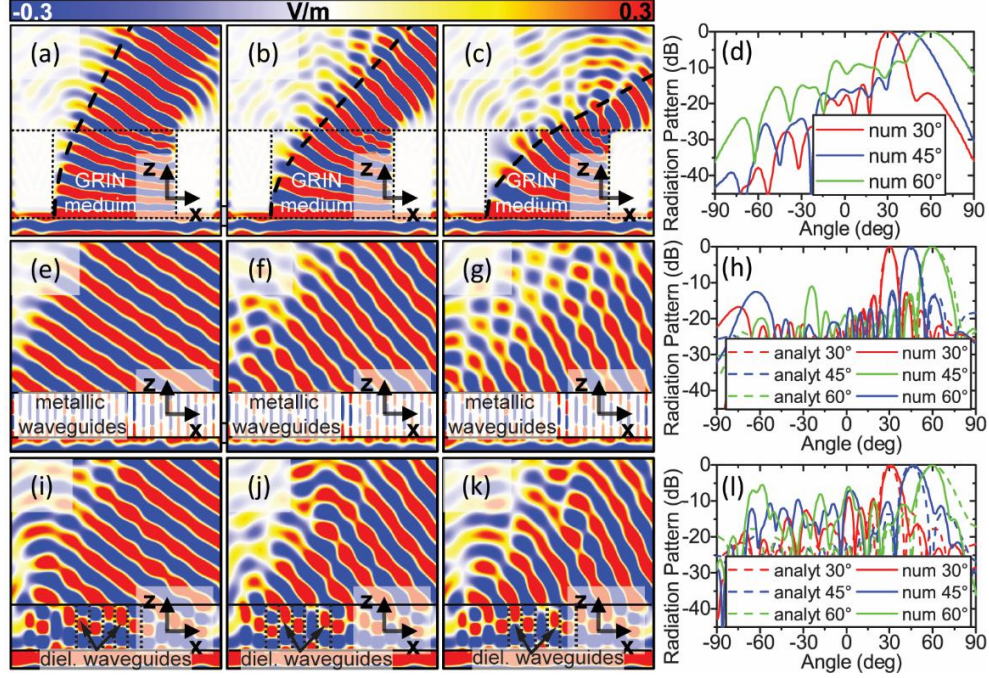 -0.3 V/m 0.3
(a) (b) (c) (d)
z z z
GRIN GRIN GRIN
meduim medium medium
x x x
Radiation Pattern (dB)
0
-10
-20
-30
-40
num 30°
num 45°
num 60°
-90 -60 -30 0 30 60 90
Angle (deg)
(e) (f) (g) (h)
z z z
metallic metallic metallic
waveguides waveguides waveguides
x x x
Radiation Pattern (dB)
0
-10
-20
-30
-40
analyt 30° num 30°
analyt 45° num 45°
analyt 60° num 60°
-90 -60 -30 0 30 60 90
Angle (deg)
(i) (j) (k) (l)
z z z
x x x
diel. waveguides diel. waveguides diel. waveguides
Radiation Pattern (dB)
0
-10
-20
-30
-40
analyt 30° num 30°
analyt 45° num 45°
analyt 60° num 60°
-90 -60 -30 0 30 60 90
Angle (deg)